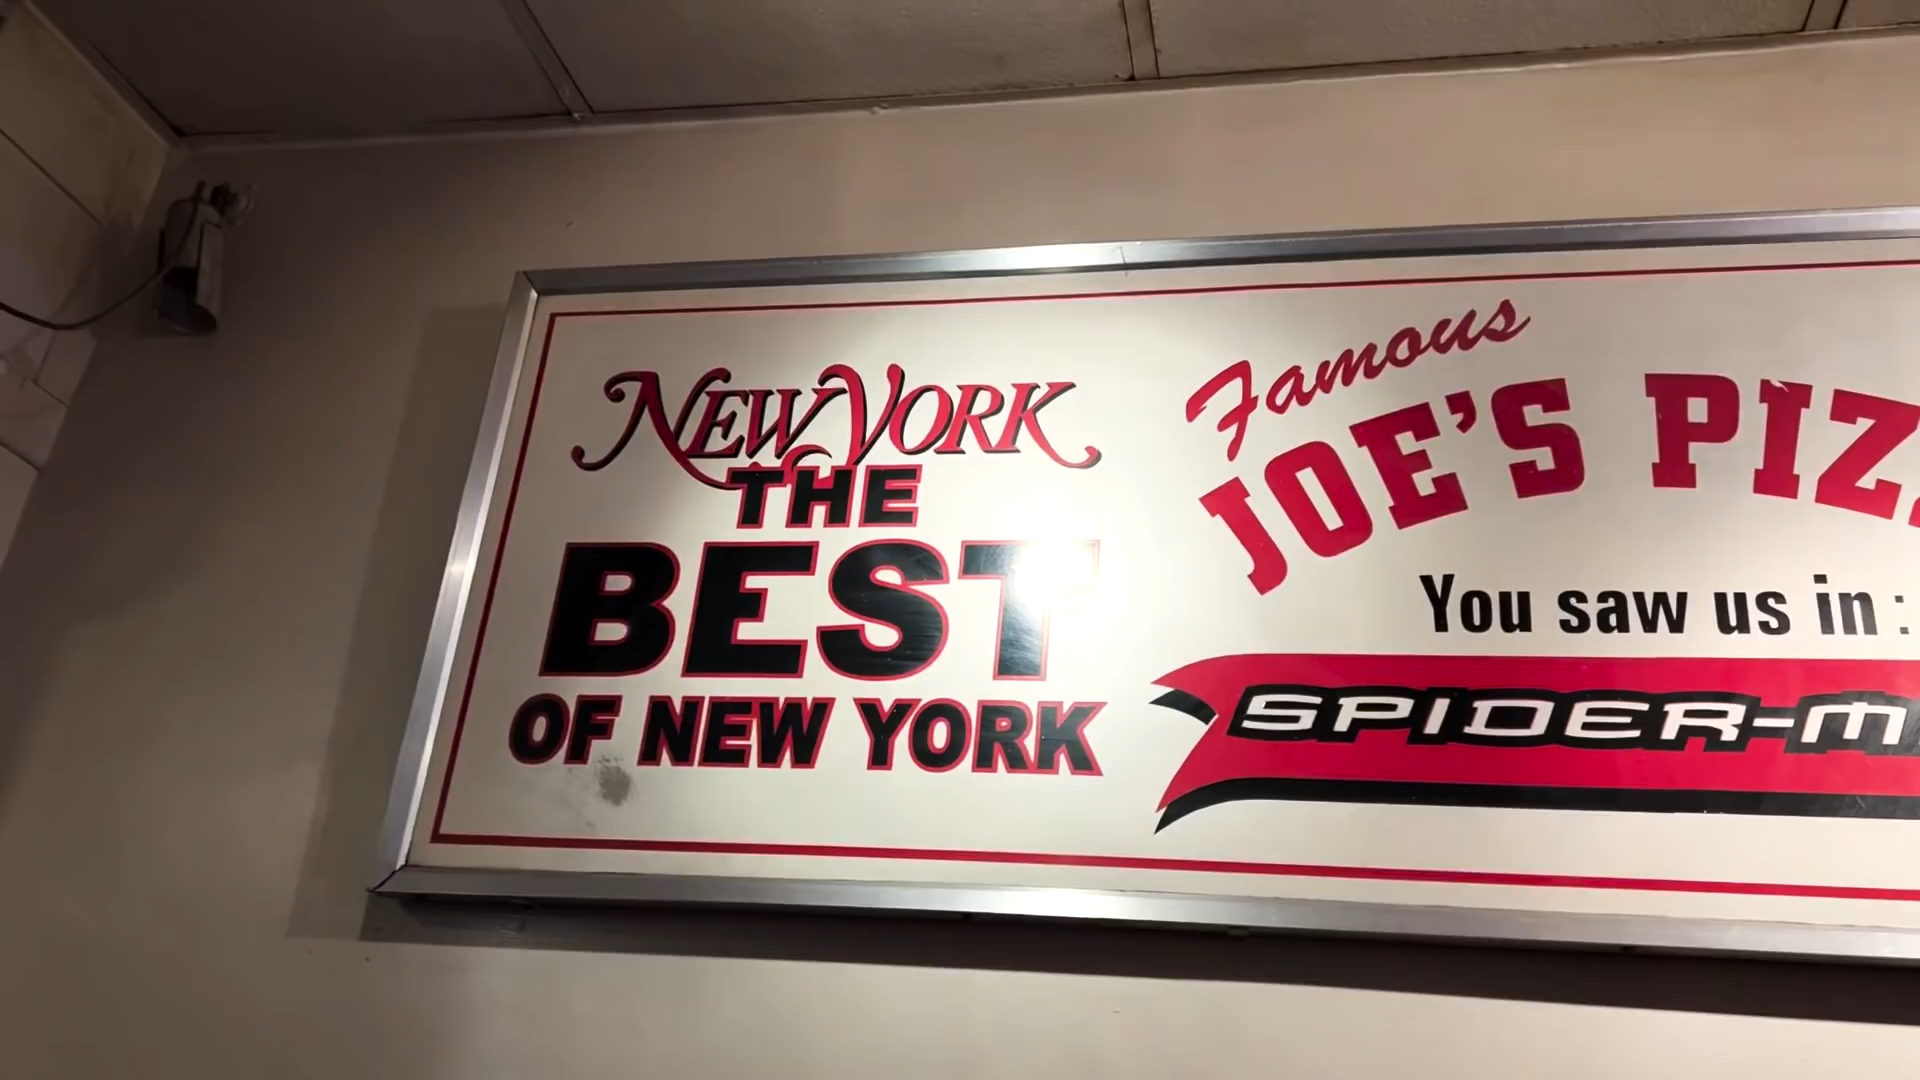 NEW YORK
THE
BEST
OF NEW YORK
Famous
JOE'S PIZ
You saw us in :
SPIDER-M